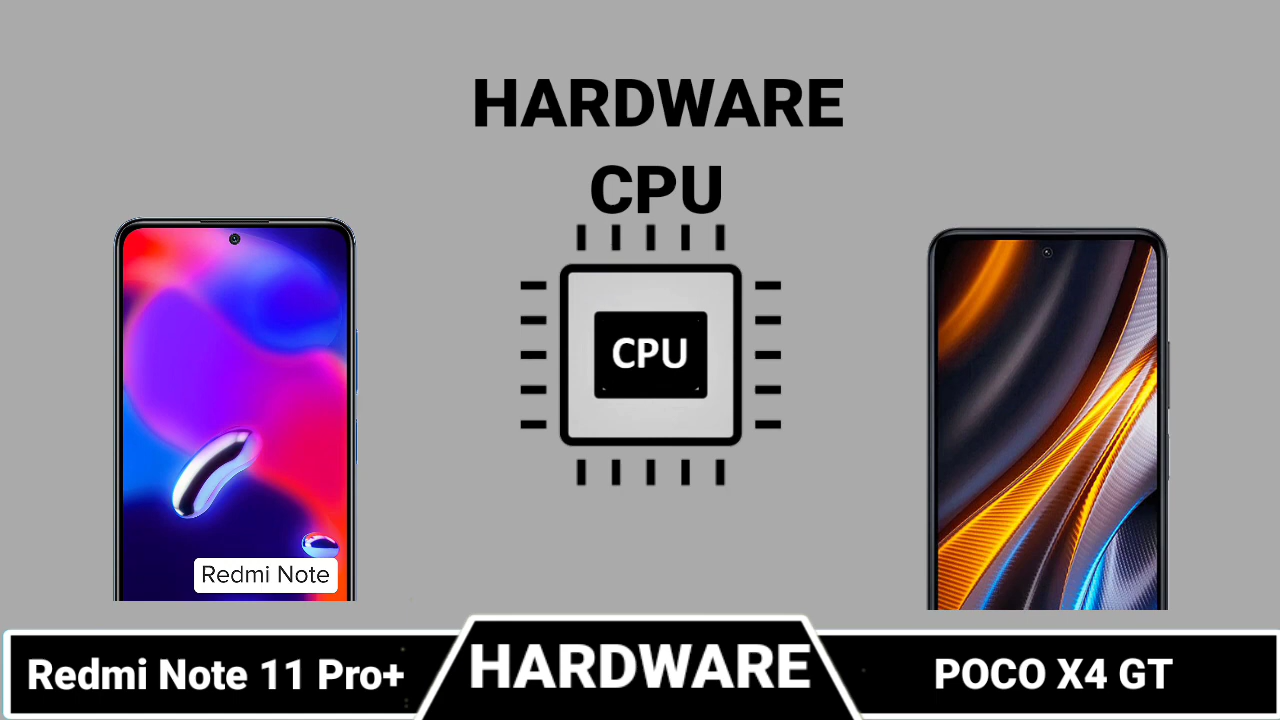 HARDWARE
CPU
CPU
Redmi Note
Redmi Note 11 Pro+
HARDWARE
POCO X4 GT